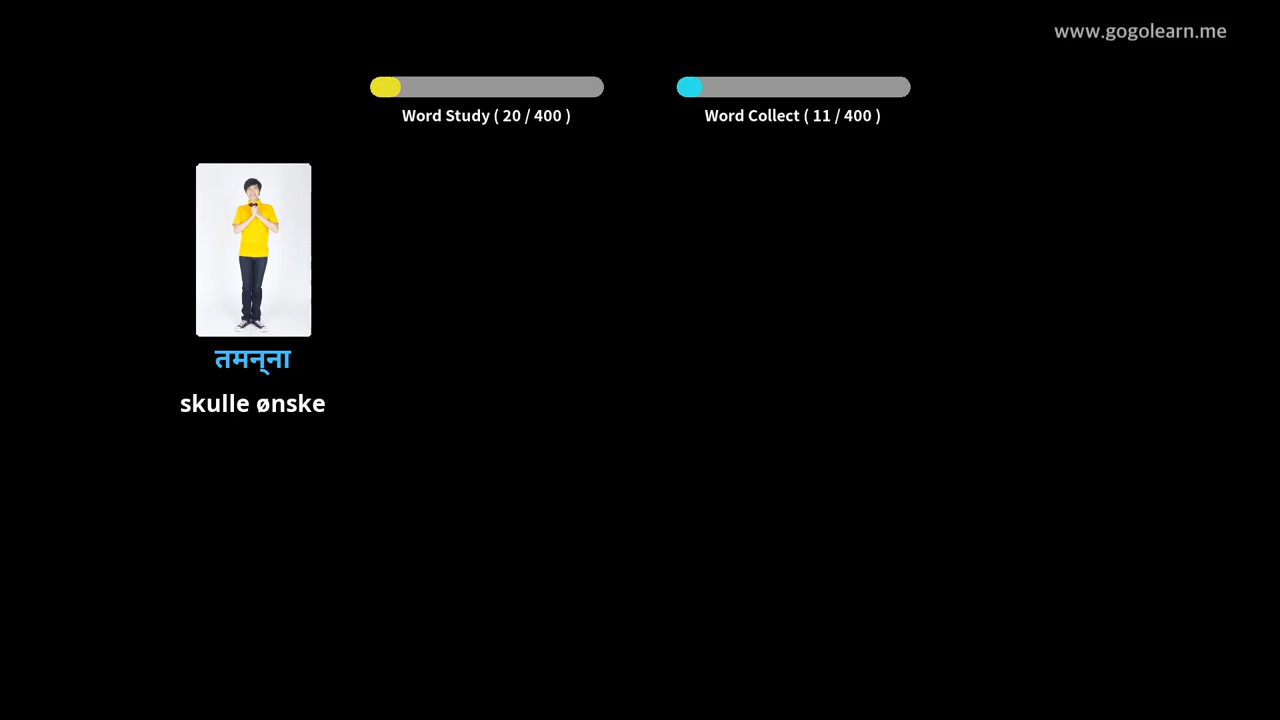 www.gogolearn.me
Word Study ( 20 / 400 )
Word Collect ( 11 / 400 )
तमन्‌ना
skulle ønske